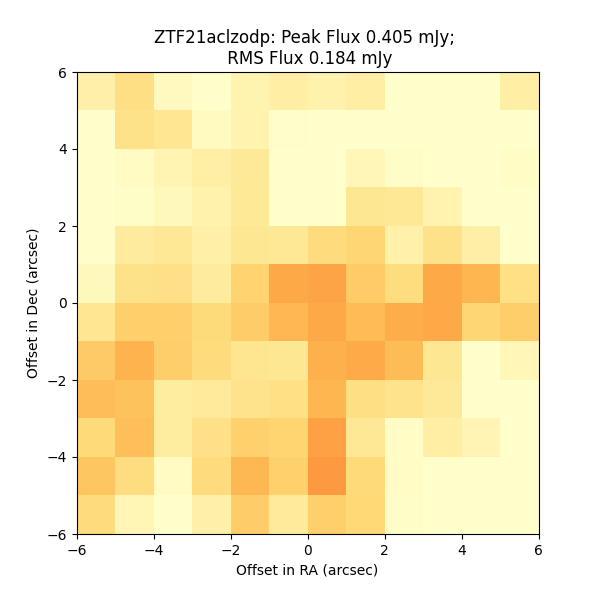 ZTF21aclzodp: Peak Flux 0.405 mJy;
RMS Flux 0.184 mJy
6
4
2
0
−2
−4
−6
Offset in Dec (arcsec)
−6 −4 −2 0 2 4 6
Offset in RA (arcsec)